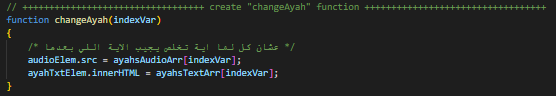 // ++++++++++++++++++++++++++++++++++ create "changeAyah" function ++++++++++++++++++++++++++++++++++
function changeAyah(indexVar)
{
/* عشان كل لما اية تخلص يجيب الاية اللي بعدها */
audioElem.src = ayahsAudioArr[indexVar];
ayahTxtElem.innerHTML = ayahsTextArr[indexVar];
}